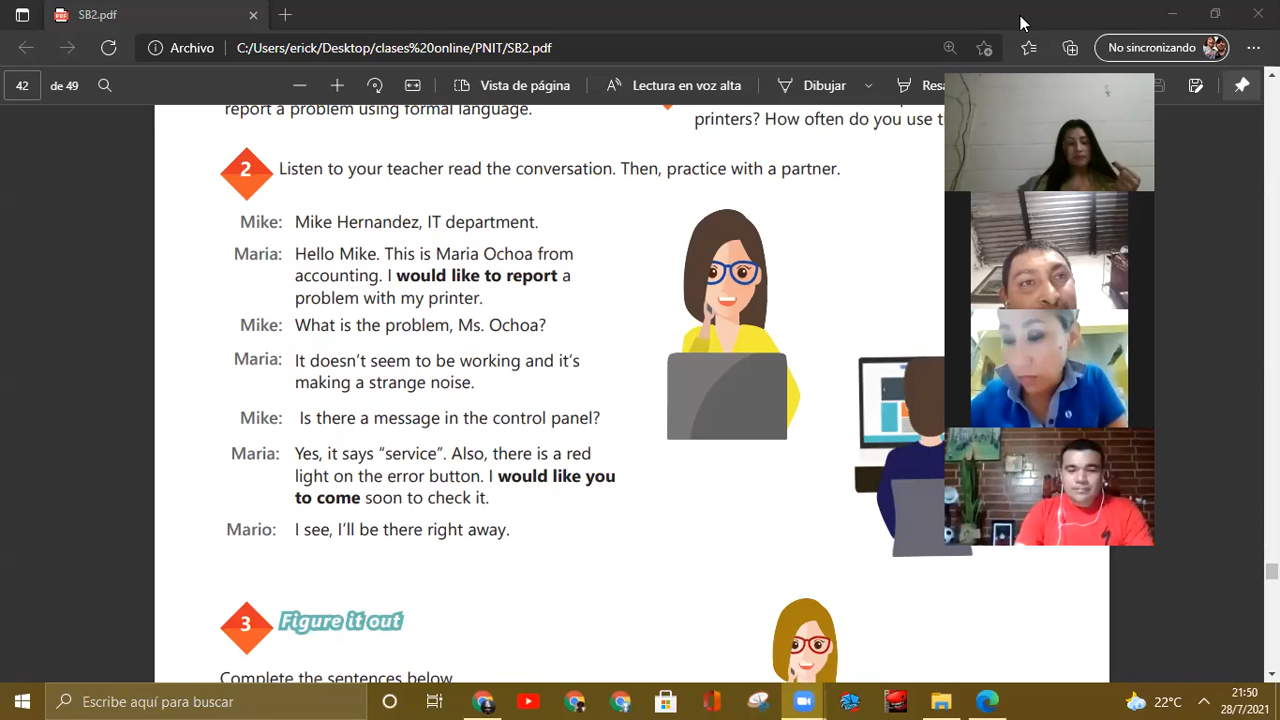 SB2.pdf
Archivo
C:/Users/erick/Desktop/clases%20online/PNIT/SB2.pdf
No sincronizando
42
de 49
Vista de página
Lectura en voz alta
Dibujar
Resa
report a problem using formal language.
printers? How often do you use t
2
Listen to your teacher read the conversation. Then, practice with a partner.
Mike: Mike Hernandez, IT department.
Maria: Hello Mike. This is Maria Ochoa from
accounting. I would like to report a
problem with my printer.
Mike: What is the problem, Ms. Ochoa?
Maria: It doesn't seem to be working and it's
making a strange noise.
Mike: Is there a message in the control panel?
Maria: Yes, it says “service”. Also, there is a red
light on the error button. I would like you
to come soon to check it.
Mario: I see, I'll be there right away.
3
Figure it out
Complete the sentences below
Escribe aquí para buscar
22°C
21:50
28/7/2021